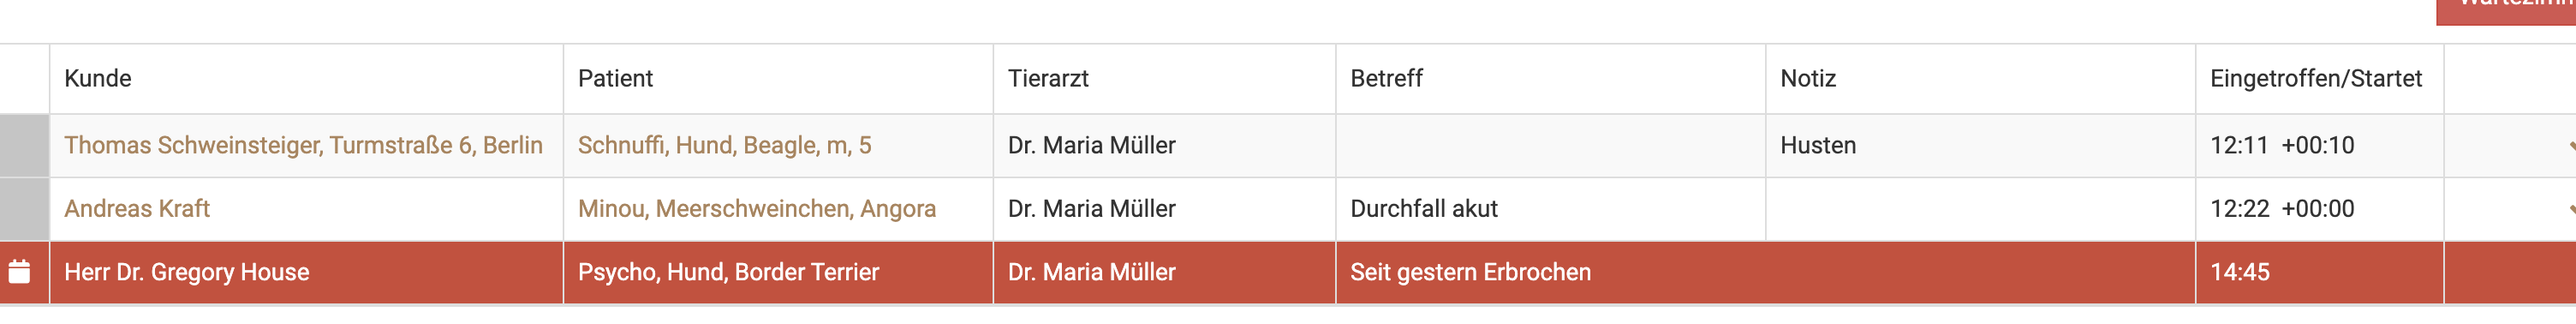 Kunde Patient Tierarzt Betreff Notiz Eingetroffen/Startet
Thomas Schweinsteiger, Turmstraße 6, Berlin Schnuffi, Hund, Beagle, m, 5 Dr. Maria Müller Husten 12:11 +00:10
Andreas Kraft Minou, Meerschweinchen, Angora Dr. Maria Müller Durchfall akut 12:22 +00:00
Herr Dr. Gregory House Psycho, Hund, Border Terrier Dr. Maria Müller Seit gestern Erbrochen 14:45